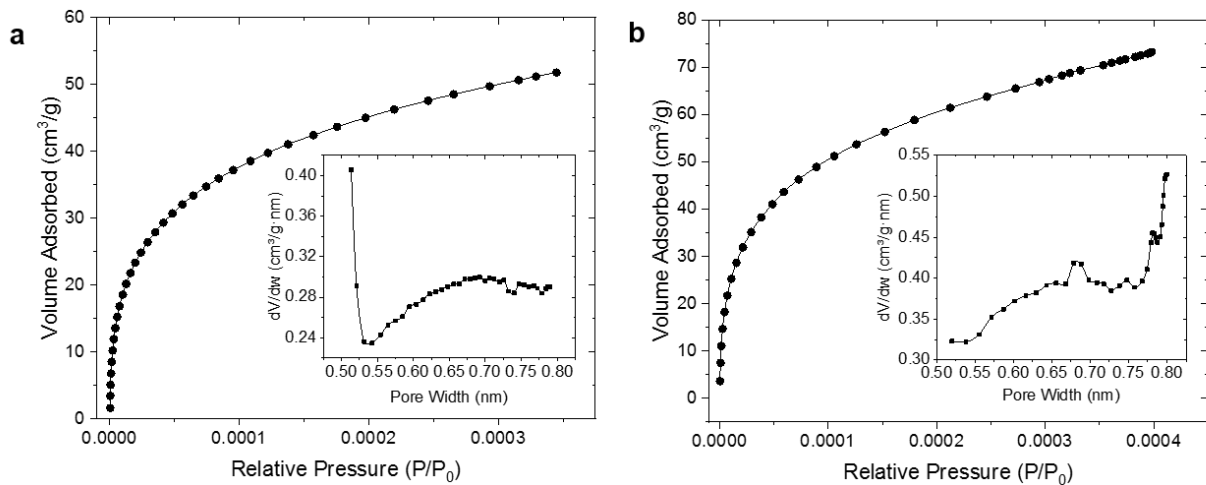 a
Volume Adsorbed (cm³/g)
60
50
40
30
20
10
0
0.0000 0.0001 0.0002 0.0003
Relative Pressure (P/P₀)
dV/dw (cm³/g·nm)
0.40
0.36
0.32
0.28
0.24
0.50 0.55 0.60 0.65 0.70 0.75 0.80
Pore Width (nm)
b
Volume Adsorbed (cm³/g)
80
70
60
50
40
30
20
10
0
0.0000 0.0001 0.0002 0.0003 0.0004
Relative Pressure (P/P₀)
dV/dw (cm³/g·nm)
0.55
0.50
0.45
0.40
0.35
0.30
0.50 0.55 0.60 0.65 0.70 0.75 0.80
Pore Width (nm)